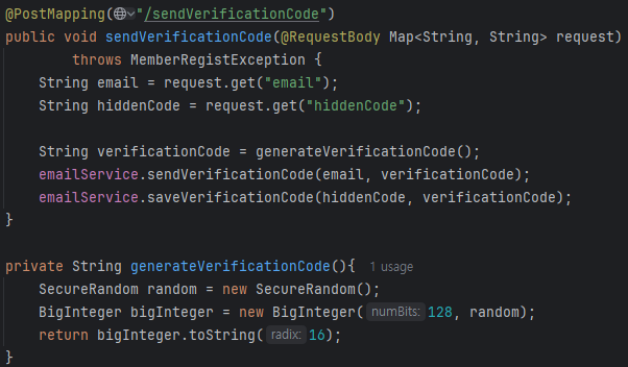 @PostMapping("/sendVerificationCode")
public void sendVerificationCode(@RequestBody Map<String, String> request)
        throws MemberRegistException {
    String email = request.get("email");
    String hiddenCode = request.get("hiddenCode");

    String verificationCode = generateVerificationCode();
    emailService.sendVerificationCode(email, verificationCode);
    emailService.saveVerificationCode(hiddenCode, verificationCode);
}

private String generateVerificationCode(){ 1 usage
    SecureRandom random = new SecureRandom();
    BigInteger bigInteger = new BigInteger( numBits: 128, random);
    return bigInteger.toString( radix: 16);
}